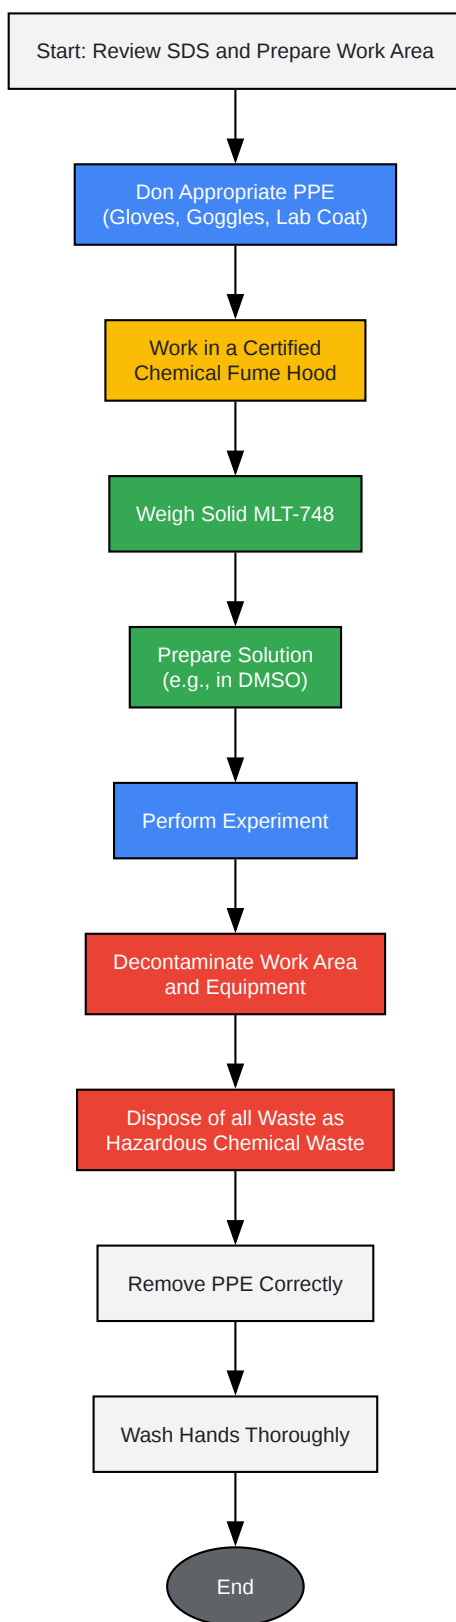 Start: Review SDS and Prepare Work Area
Don Appropriate PPE
(Gloves, Goggles, Lab Coat)
Work in a Certified
Chemical Fume Hood
Weigh Solid MLT-748
Prepare Solution
(e.g., in DMSO)
Perform Experiment
Decontaminate Work Area
and Equipment
Dispose of all Waste as
Hazardous Chemical Waste
Remove PPE Correctly
Wash Hands Thoroughly
End